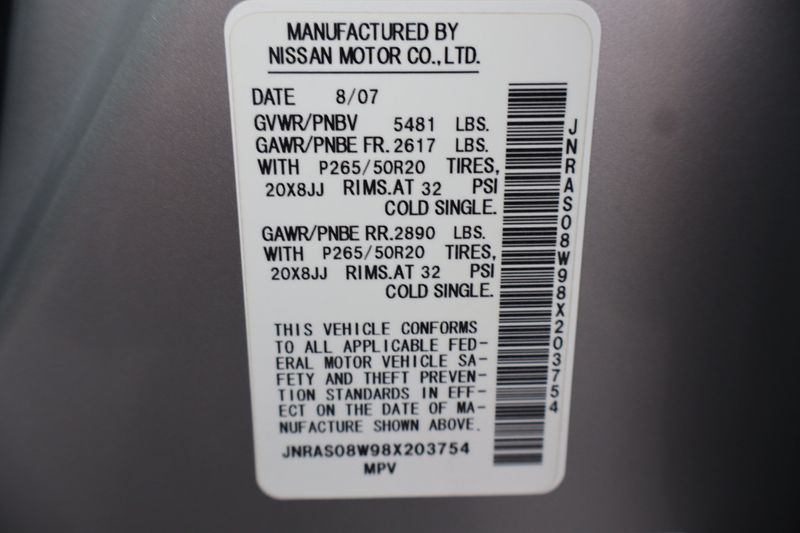 MANUFACTURED BY
NISSAN MOTOR CO., LTD.
DATE 8/07
GVWR/PNBV 5481 LBS.
GAWR/PNBE FR. 2617 LBS.
WITH P265/50R20 TIRES,
20X8JJ RIMS. AT 32 PSI
COLD SINGLE.
GAWR/PNBE RR. 2890 LBS.
WITH P265/50R20 TIRES,
20X8JJ RIMS. AT 32 PSI
COLD SINGLE.
THIS VEHICLE CONFORMS
TO ALL APPLICABLE FED-
ERAL MOTOR VEHICLE SA-
FETY AND THEFT PREVEN-
TION STANDARDS IN EFF-
ECT ON THE DATE OF MA-
NUFACTURE SHOWN ABOVE.
JNRAS08W98X203754
MPV
JNRAS08W98X203754